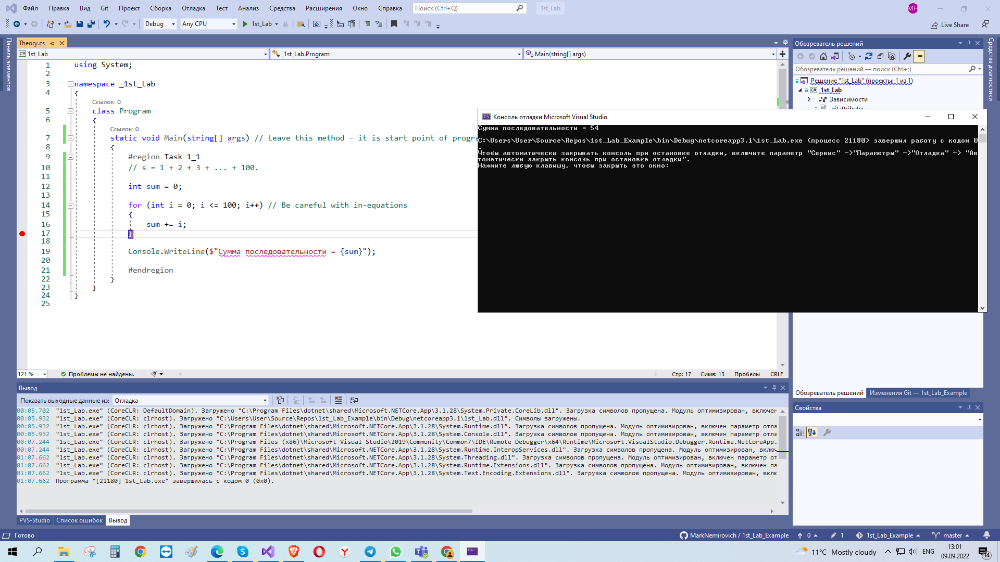 Файл Правка Вид Git Проект Сборка Отладка Тест Анализ Средства Расширения Окно Справка Поиск (Ctrl+Q) 1st_Lab MH
Debug Any CPU 1st_Lab Live Share
Панель элементов
Theory.cs
1st_Lab _1st_Lab.Program Main(string[] args)
1 using System;
2
3 namespace _1st_Lab
4 {
Ссылок: 0
5 class Program
6 {
Ссылок: 0
7 static void Main(string[] args) // Leave this method - it is start point of progra
8 {
9 #region Task 1_1
10 // s = 1 + 2 + 3 + ... + 100.
11
12 int sum = 0;
13
14 for (int i = 0; i <= 100; i++) // Be careful with in-equations
15 {
16 sum += i;
17 }
18
19 Console.WriteLine($"Сумма последовательности = {sum}");
20
21 #endregion
22 }
23 }
24 }
25
121 % Проблемы не найдены. Стр: 17 Симв: 13 Пробелы CRLF
Консоль отладки Microsoft Visual Studio
Сумма последовательности = 54
C:\Users\User\Source\Repos\1st_Lab_Example\bin\Debug\netcoreapp3.1\1st_Lab.exe (процесс 21180) завершил работу с кодом 0
.
Чтобы автоматически закрывать консоль при остановке отладки, включите параметр "Сервис" ->"Параметры" ->"Отладка" -> "Ав
томатически закрыть консоль при остановке отладки".
Нажмите любую клавишу, чтобы закрыть это окно:
Обозреватель решений
Обозреватель решений — поиск (Ctrl+;)
Решение "1st_Lab" (проекты: 1 из 1)
1st_Lab
Зависимости
.gitattributes
Средства диагностики
Обозреватель решений Изменения Git — 1st_Lab_Example
Свойства
Вывод
Показать выходные данные из: Отладка
00:05.702 "1st_Lab.exe" (CoreCLR: DefaultDomain). Загружено "C:\Program Files\dotnet\shared\Microsoft.NETCore.App\3.1.28\System.Private.CoreLib.dll". Загрузка символов пропущена. Модуль оптимизирован, включен
00:05.932 "1st_Lab.exe" (CoreCLR: clrhost). Загружено "C:\Users\User\Source\Repos\1st_Lab_Example\bin\Debug\netcoreapp3.1\1st_Lab.dll". Символы загружены.
00:05.932 "1st_Lab.exe" (CoreCLR: clrhost). Загружено "C:\Program Files\dotnet\shared\Microsoft.NETCore.App\3.1.28\System.Runtime.dll". Загрузка символов пропущена. Модуль оптимизирован, включен параметр отла
00:05.932 "1st_Lab.exe" (CoreCLR: clrhost). Загружено "C:\Program Files\dotnet\shared\Microsoft.NETCore.App\3.1.28\System.Console.dll". Загрузка символов пропущена. Модуль оптимизирован, включен параметр отла
00:07.244 "1st_Lab.exe" (CoreCLR: clrhost). Загружено "C:\Program Files (x86)\Microsoft Visual Studio\2019\Community\Common7\IDE\Remote Debugger\x64\Runtime\Microsoft.VisualStudio.Debugger.Runtime.NetCoreApp.
00:07.244 "1st_Lab.exe" (CoreCLR: clrhost). Загружено "C:\Program Files\dotnet\shared\Microsoft.NETCore.App\3.1.28\System.Runtime.InteropServices.dll". Загрузка символов пропущена. Модуль оптимизирован, включ
01:07.662 "1st_Lab.exe" (CoreCLR: clrhost). Загружено "C:\Program Files\dotnet\shared\Microsoft.NETCore.App\3.1.28\System.Threading.dll". Загрузка символов пропущена. Модуль оптимизирован, включен параметр от
01:07.662 "1st_Lab.exe" (CoreCLR: clrhost). Загружено "C:\Program Files\dotnet\shared\Microsoft.NETCore.App\3.1.28\System.Runtime.Extensions.dll". Загрузка символов пропущена. Модуль оптимизирован, включен па
01:07.662 "1st_Lab.exe" (CoreCLR: clrhost). Загружено "C:\Program Files\dotnet\shared\Microsoft.NETCore.App\3.1.28\System.Text.Encoding.Extensions.dll". Загрузка символов пропущена. Модуль оптимизирован, вклю
01:07.662 Программа "[21180] 1st_Lab.exe" завершилась с кодом 0 (0x0).
PVS-Studio Список ошибок Вывод
Готово MarkNemirovich / 1st_Lab_Example 0 1 1st_Lab_Example master
11°C Mostly cloudy ENG 13:01
09.09.2022 14